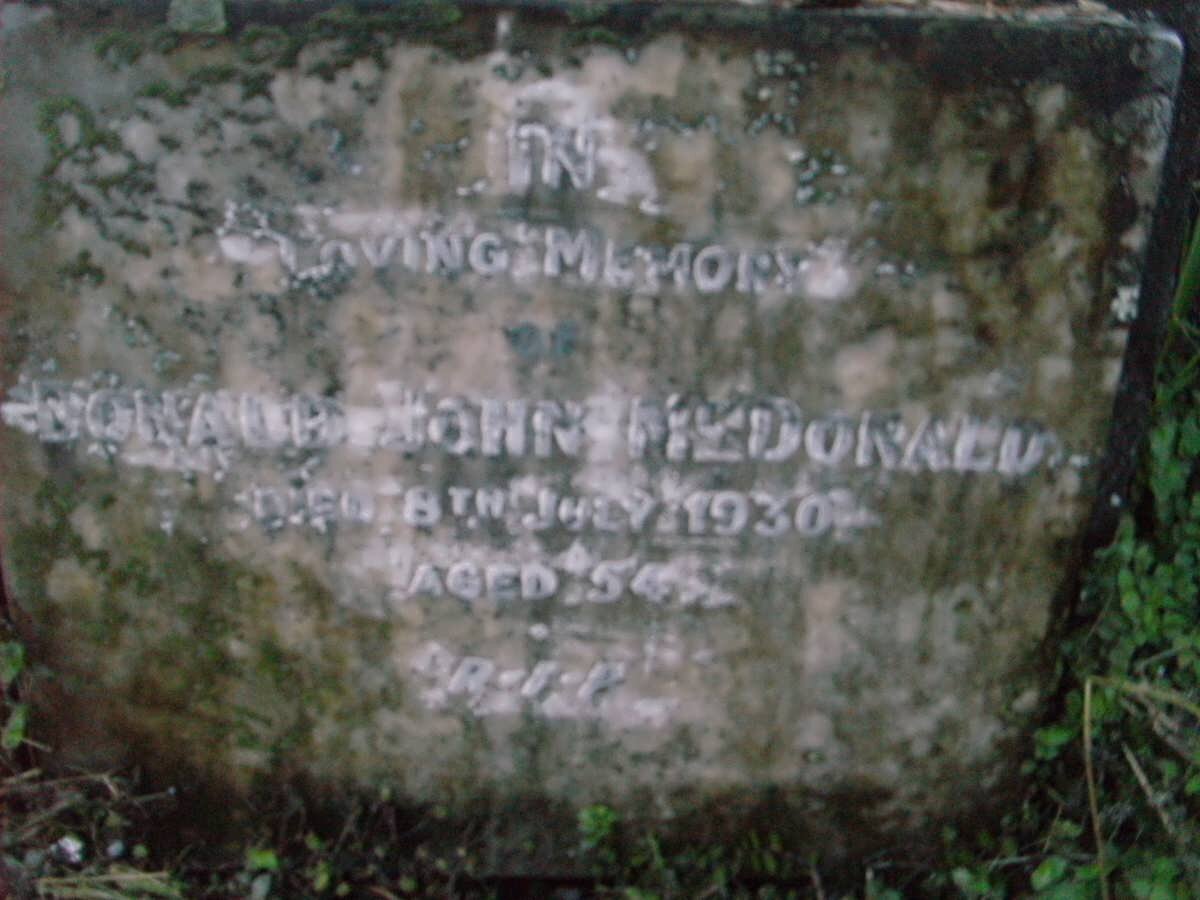 IN
LOVING MEMORY
OF
DONALD JOHN McDONALD
DIED 8TH JULY 1930
AGED 54
R-I-P